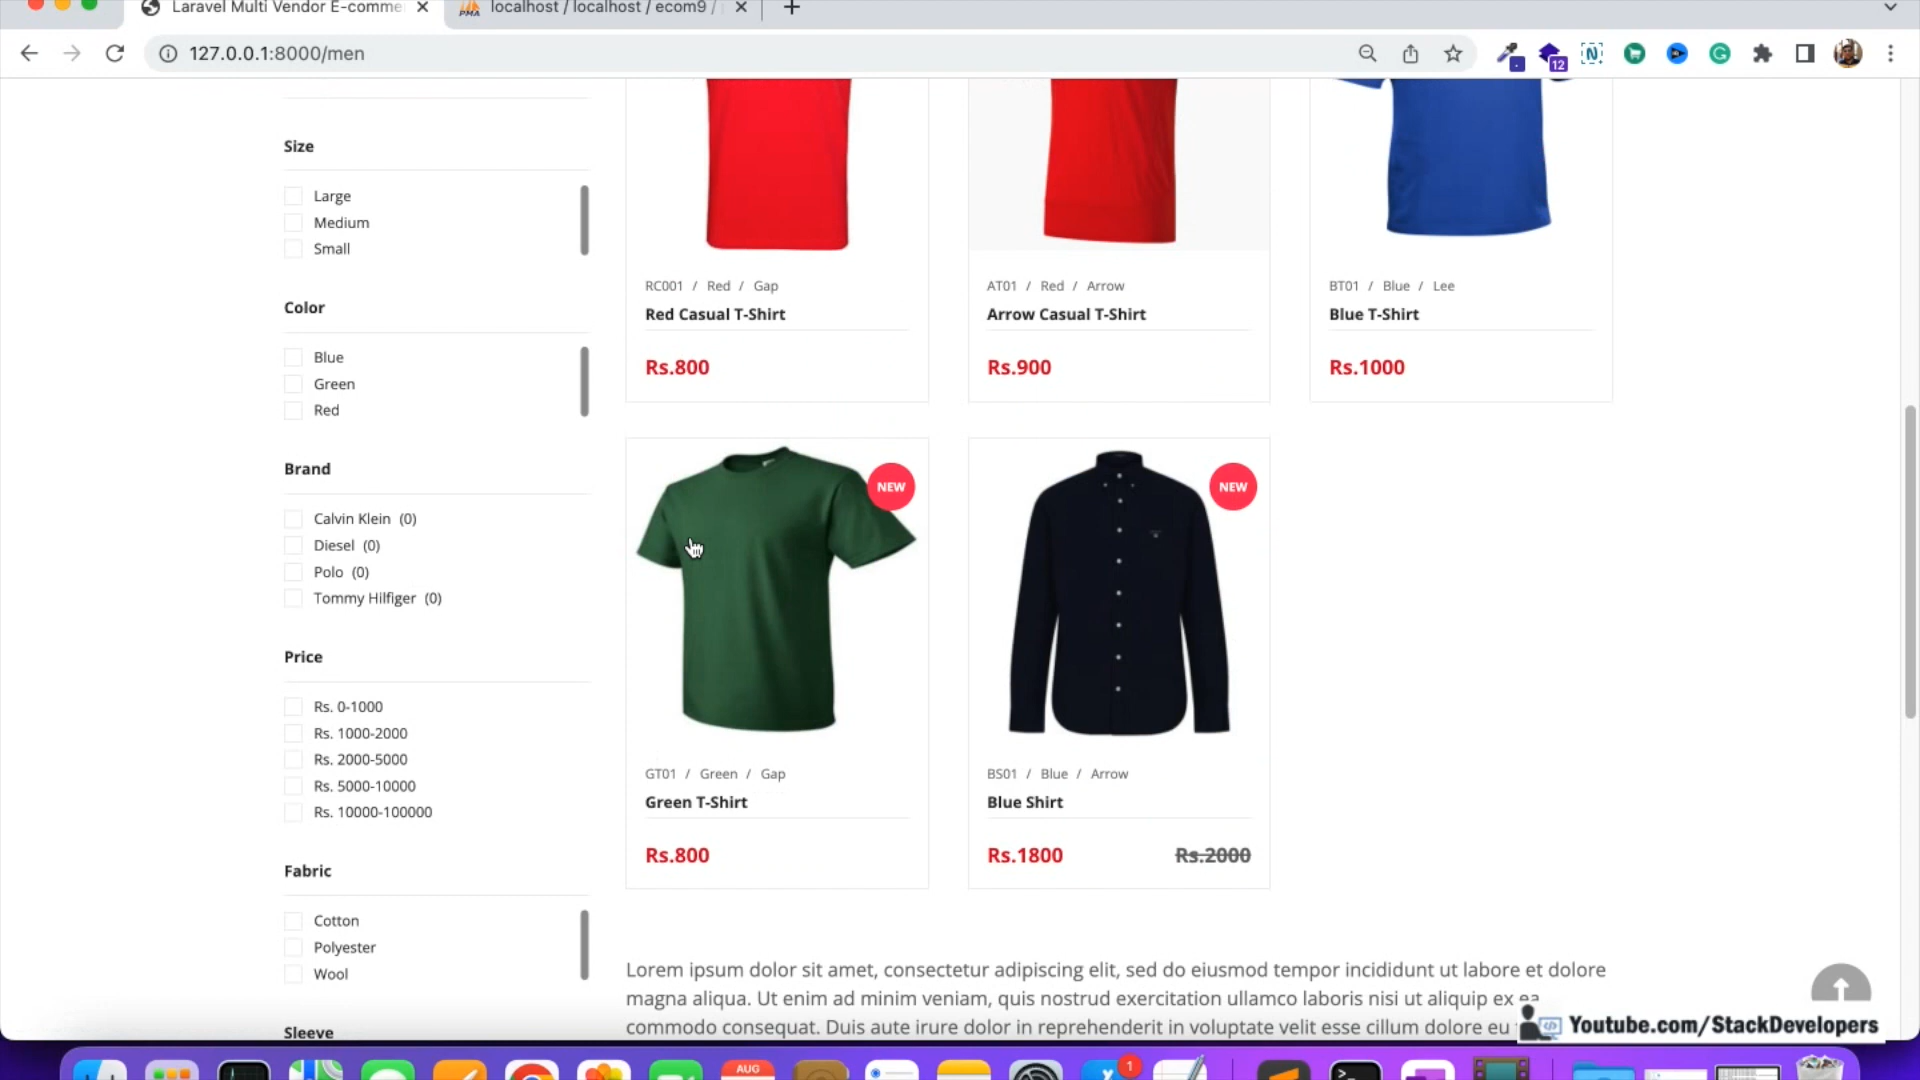 Laravel Multi Vendor E-comme
localhost / localhost / ecom9 /
127.0.0.1:8000/men
12
Size
Large
Medium
Small
Color
Blue
Green
Red
Brand
Calvin Klein (0)
Diesel (0)
Polo (0)
Tommy Hilfiger (0)
Price
Rs. 0-1000
Rs. 1000-2000
Rs. 2000-5000
Rs. 5000-10000
Rs. 10000-100000
Fabric
Cotton
Polyester
Wool
Sleeve
RC001 / Red / Gap
Red Casual T-Shirt
Rs.800
AT01 / Red / Arrow
Arrow Casual T-Shirt
Rs.900
BT01 / Blue / Lee
Blue T-Shirt
Rs.1000
NEW
GT01 / Green / Gap
Green T-Shirt
Rs.800
NEW
BS01 / Blue / Arrow
Blue Shirt
Rs.1800 Rs.2000
Lorem ipsum dolor sit amet, consectetur adipiscing elit, sed do eiusmod tempor incididunt ut labore et dolore
magna aliqua. Ut enim ad minim veniam, quis nostrud exercitation ullamco laboris nisi ut aliquip ex ea
commodo consequat. Duis aute irure dolor in reprehenderit in voluptate velit esse cillum dolore eu
Youtube.com/StackDevelopers
AUG
1